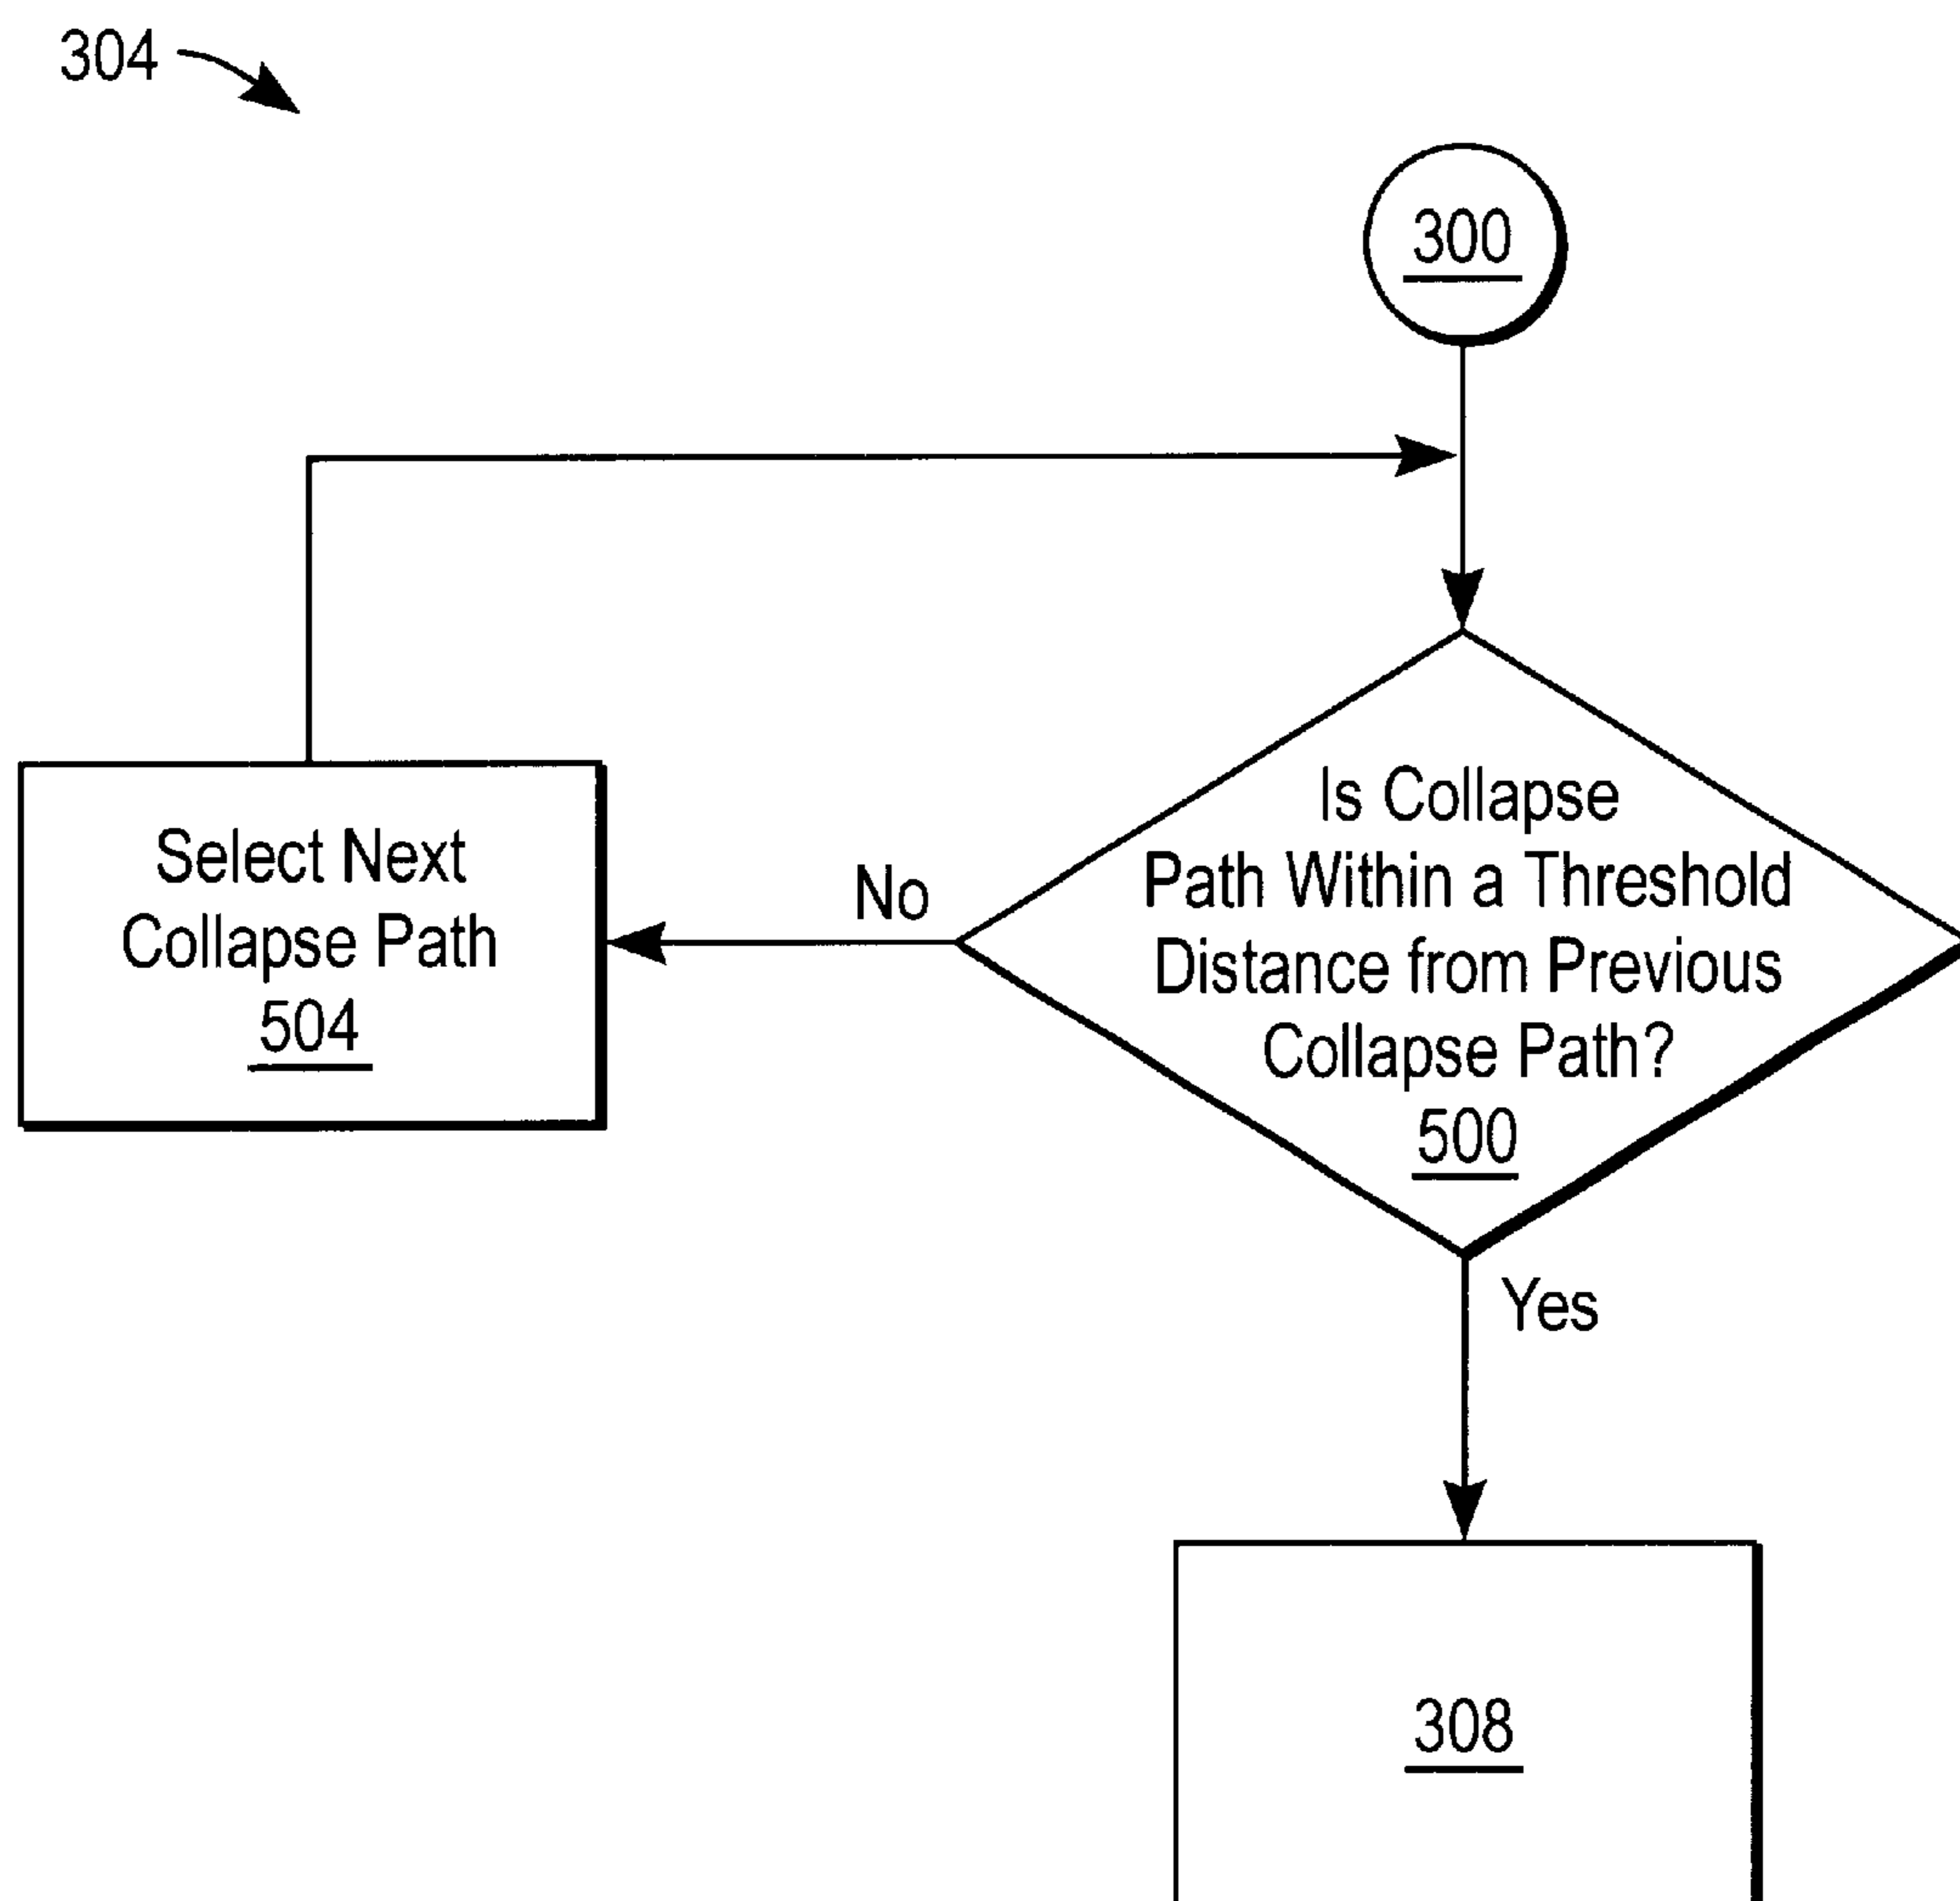 304
300
Is Collapse
Path Within a Threshold
Distance from Previous
Collapse Path?
500
No
Select Next
Collapse Path
504
Yes
308